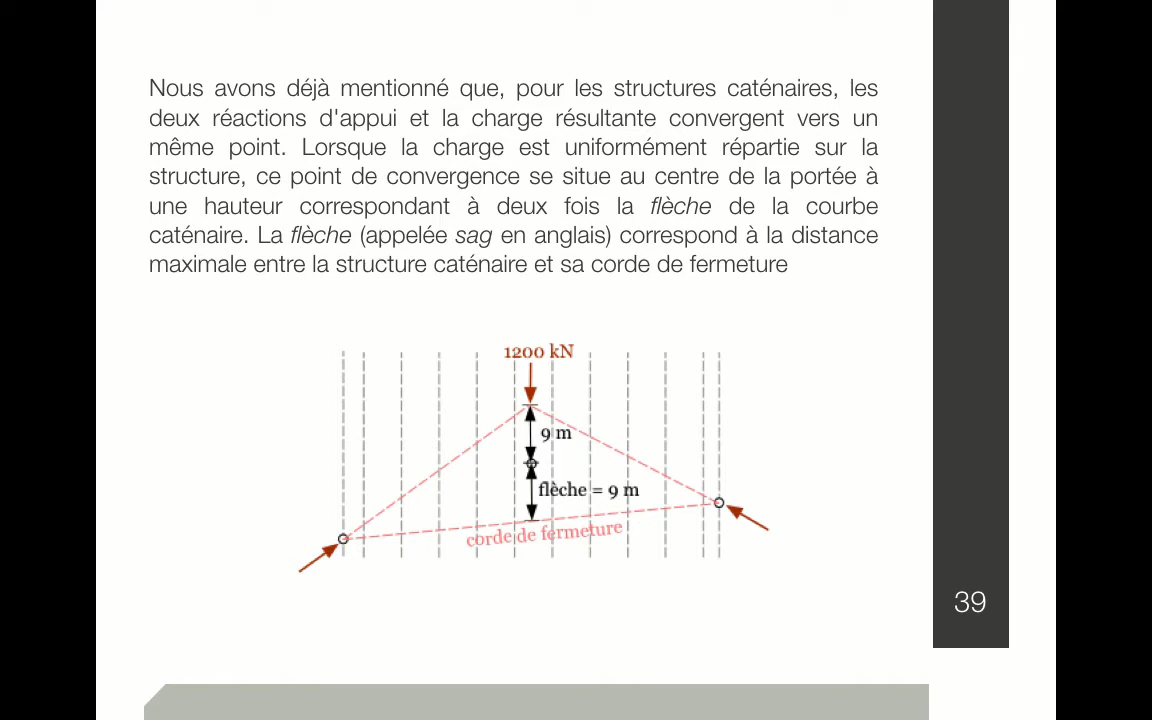 Nous avons déjà mentionné que, pour les structures caténaires, les
deux réactions d'appui et la charge résultante convergent vers un
même point. Lorsque la charge est uniformément répartie sur la
structure, ce point de convergence se situe au centre de la portée à
une hauteur correspondant à deux fois la flèche de la courbe
caténaire. La flèche (appelée sag en anglais) correspond à la distance
maximale entre la structure caténaire et sa corde de fermeture
1200 kN
9 m
flèche = 9 m
corde de fermeture
39